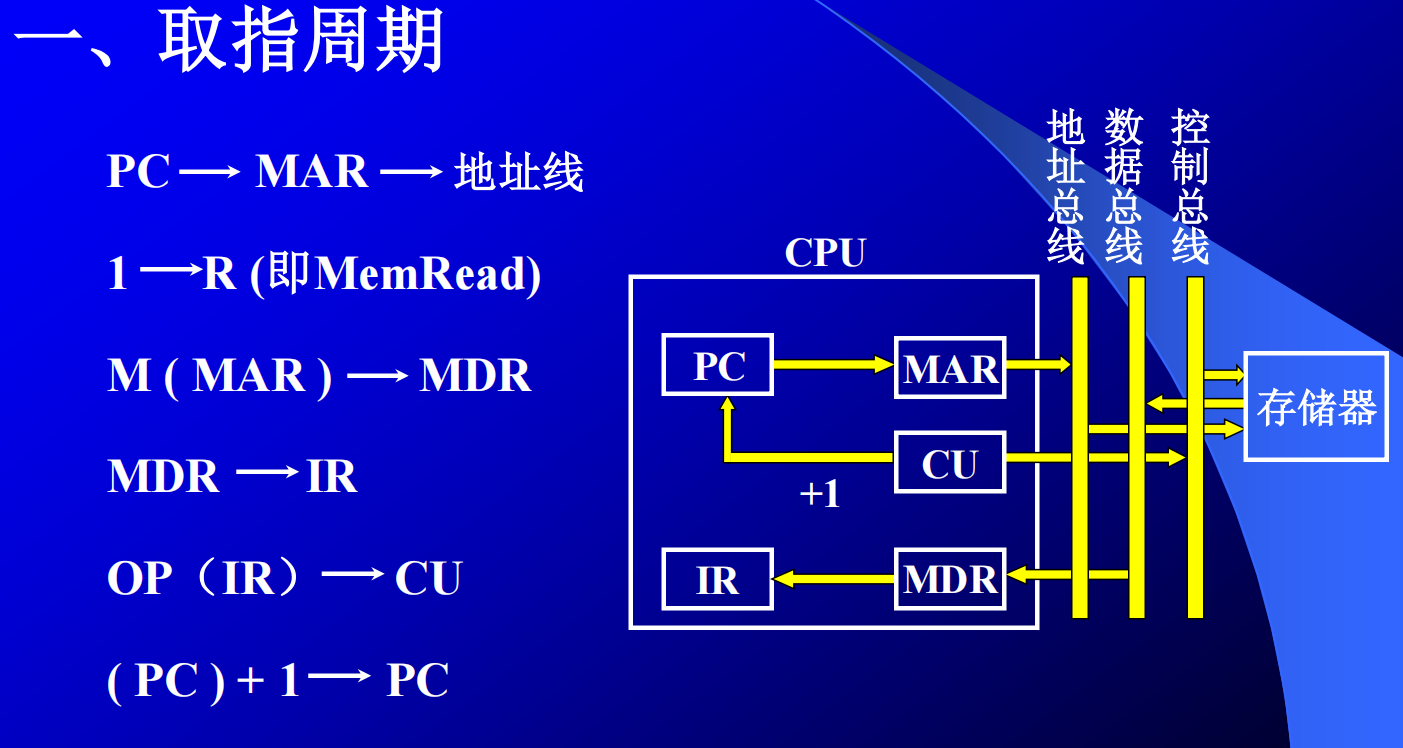 一、取指周期
PC → MAR → 地址线
1 → R (即MemRead)
M ( MAR ) → MDR
MDR → IR
OP（IR）→ CU
( PC ) + 1 → PC
地址总线
数据总线
控制总线
CPU
PC
MAR
存储器
CU
+1
IR
MDR